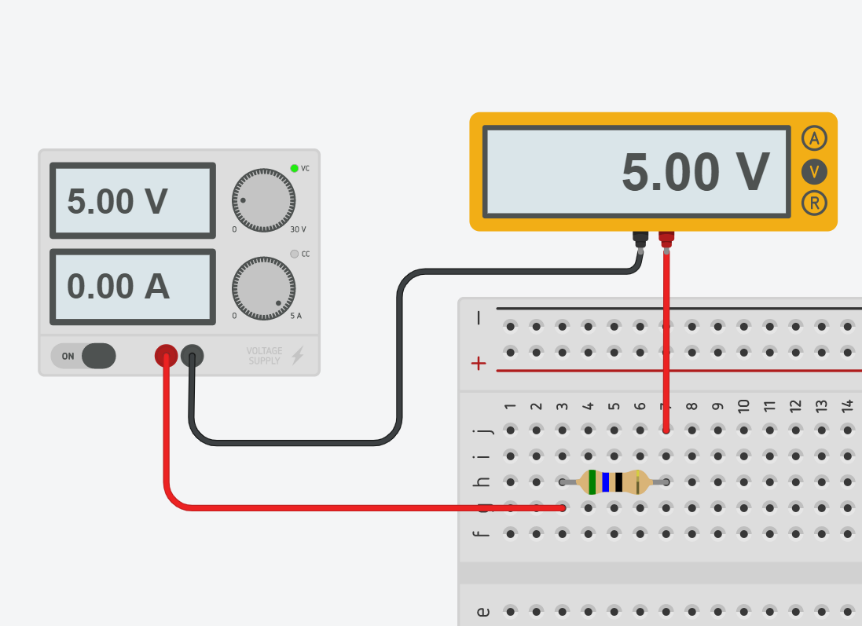 5.00 V
VC
0
30 V
0.00 A
CC
0
5 A
ON
VOLTAGE
SUPPLY
5.00 V
A
V
R
−
+
1 2 3 4 5 6 7 8 9 10 11 12 13 14
j
i
h
g
f
e